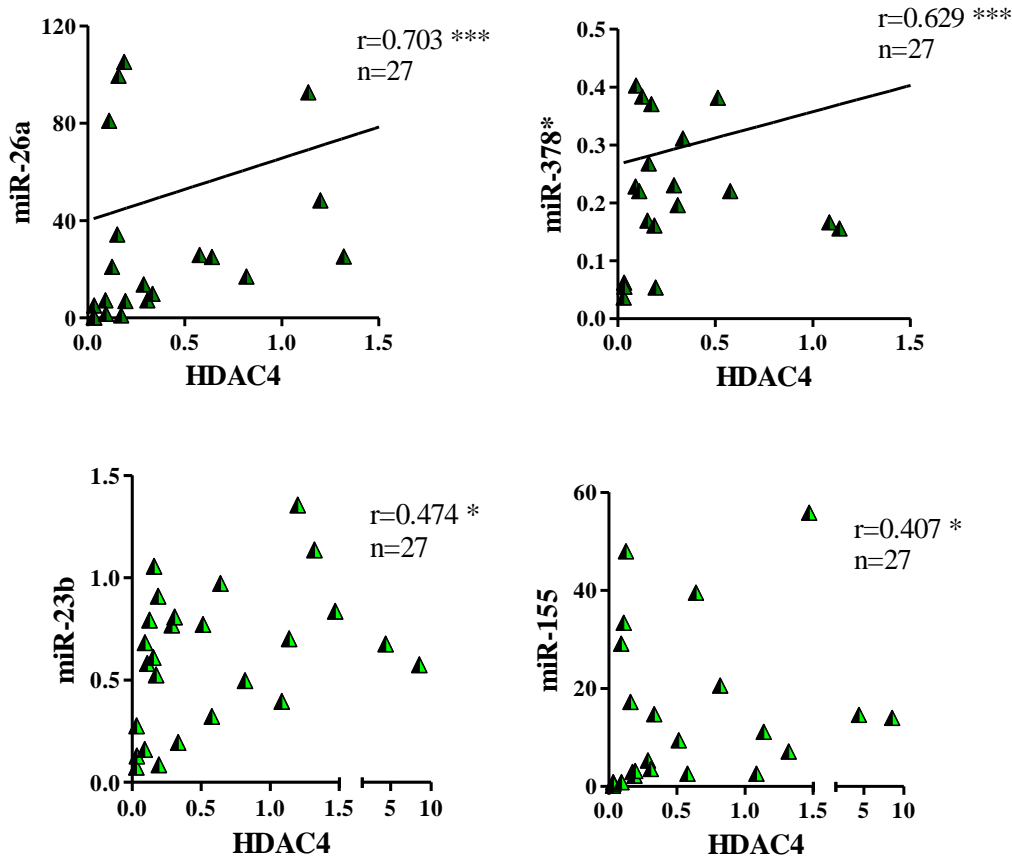 r=0.703 ***
n=27
miR-26a
120
80
40
0
0.0 0.5 1.0 1.5
HDAC4
r=0.629 ***
n=27
miR-378*
0.5
0.4
0.3
0.2
0.1
0.0
0.0 0.5 1.0 1.5
HDAC4
r=0.474 *
n=27
miR-23b
1.5
1.0
0.5
0.0
0.0 0.5 1.0 1.5 5 10
HDAC4
r=0.407 *
n=27
miR-155
60
40
20
0
0.0 0.5 1.0 1.5 5 10
HDAC4